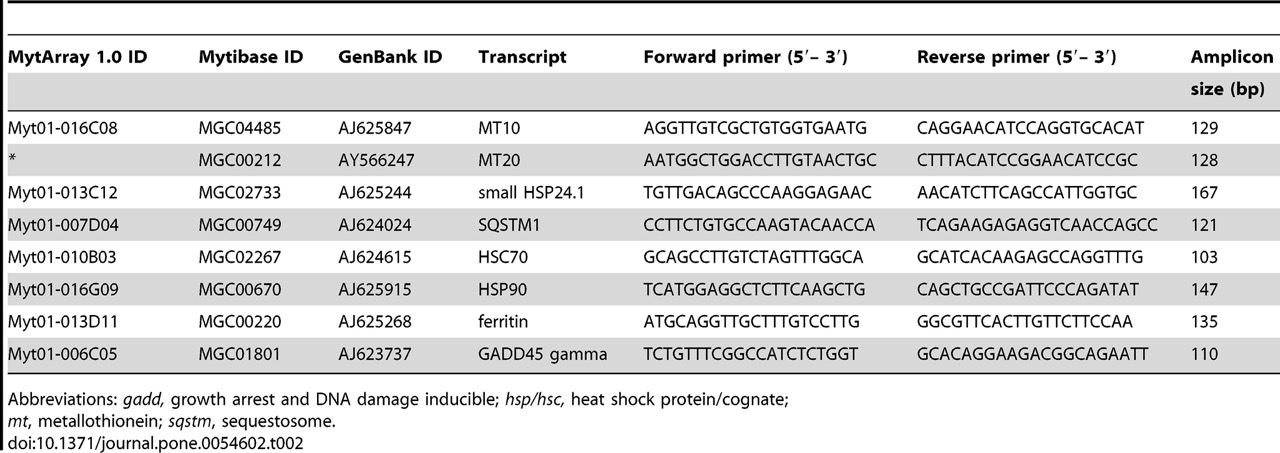 MytArray 1.0 ID Mytibase ID GenBank ID Transcript Forward primer (5′– 3′) Reverse primer (5′– 3′) Amplicon
size (bp)
Myt01-016C08 MGC04485 AJ625847 MT10 AGGTTGTCGCTGTGGTGAATG CAGGAACATCCAGGTGCACAT 129
* MGC00212 AY566247 MT20 AATGGCTGGACCTTGTAACTGC CTTTACATCCGGAACATCCGC 128
Myt01-013C12 MGC02733 AJ625244 small HSP24.1 TGTTGACAGCCCAAGGAGAAC AACATCTTCAGCCATTGGTGC 167
Myt01-007D04 MGC00749 AJ624024 SQSTM1 CCTTCTGTGCCAAGTACAACCA TCAGAAGAGAGGTCAACCAGCC 121
Myt01-010B03 MGC02267 AJ624615 HSC70 GCAGCCTTGTCTAGTTTGGCA GCATCACAAGAGCCAGGTTTG 103
Myt01-016G09 MGC00670 AJ625915 HSP90 TCATGGAGGCTCTTCAAGCTG CAGCTGCCGATTCCCAGATAT 147
Myt01-013D11 MGC00220 AJ625268 ferritin ATGCAGGTTGCTTTGTCCTTG GGCGTTCACTTGTTCTTCCAA 135
Myt01-006C05 MGC01801 AJ623737 GADD45 gamma TCTGTTTCGGCCATCTCTGGT GCACAGGAAGACGGCAGAATT 110
Abbreviations: gadd, growth arrest and DNA damage inducible; hsp/hsc, heat shock protein/cognate;
mt, metallothionein; sqstm, sequestosome.
doi:10.1371/journal.pone.0054602.t002